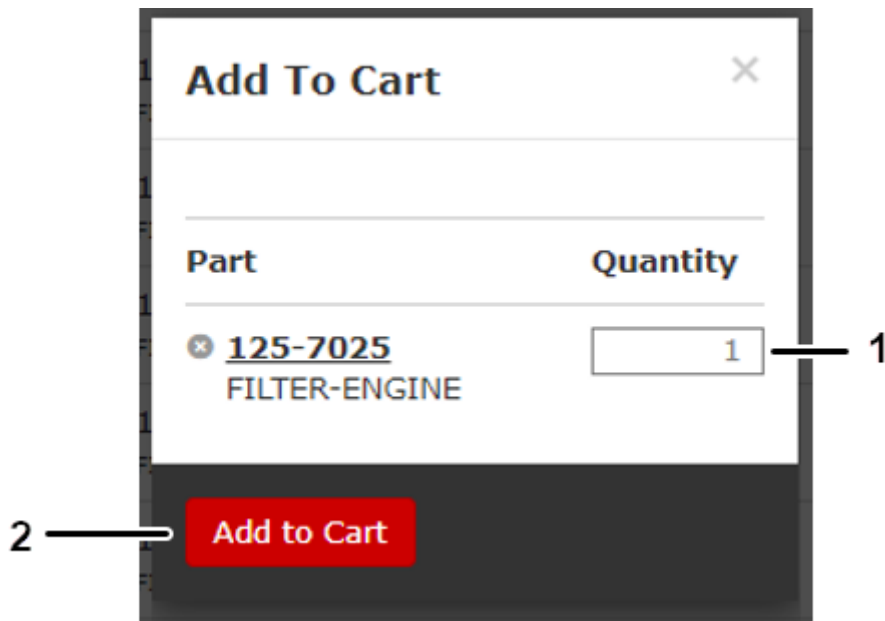 Add To Cart ×
Part Quantity
125-7025 1 1
FILTER-ENGINE
2 Add to Cart